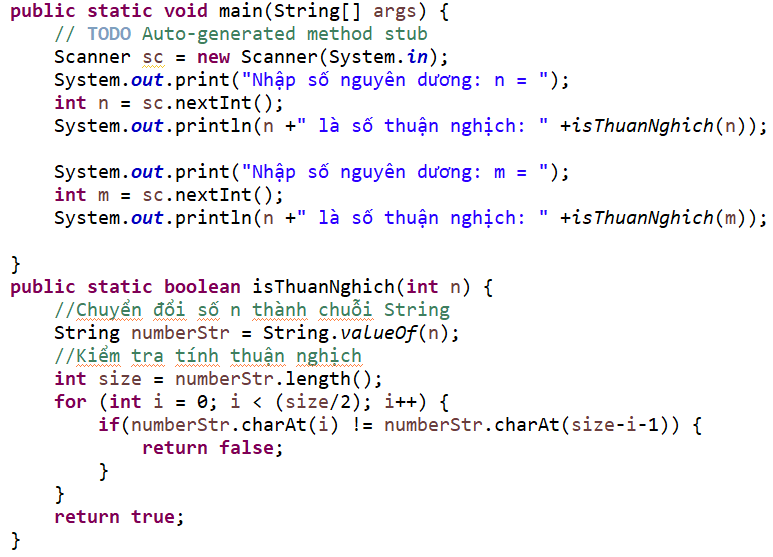 public static void main(String[] args) {
// TODO Auto-generated method stub
Scanner sc = new Scanner(System.in);
System.out.print("Nhập số nguyên dương: n = ");
int n = sc.nextInt();
System.out.println(n +" là số thuận nghịch: " +isThuanNghich(n));
System.out.print("Nhập số nguyên dương: m = ");
int m = sc.nextInt();
System.out.println(n +" là số thuận nghịch: " +isThuanNghich(m));
}
public static boolean isThuanNghich(int n) {
//Chuyển đổi số n thành chuỗi String
String numberStr = String.valueOf(n);
//Kiểm tra tính thuận nghịch
int size = numberStr.length();
for (int i = 0; i < (size/2); i++) {
if(numberStr.charAt(i) != numberStr.charAt(size-i-1)) {
return false;
}
}
return true;
}